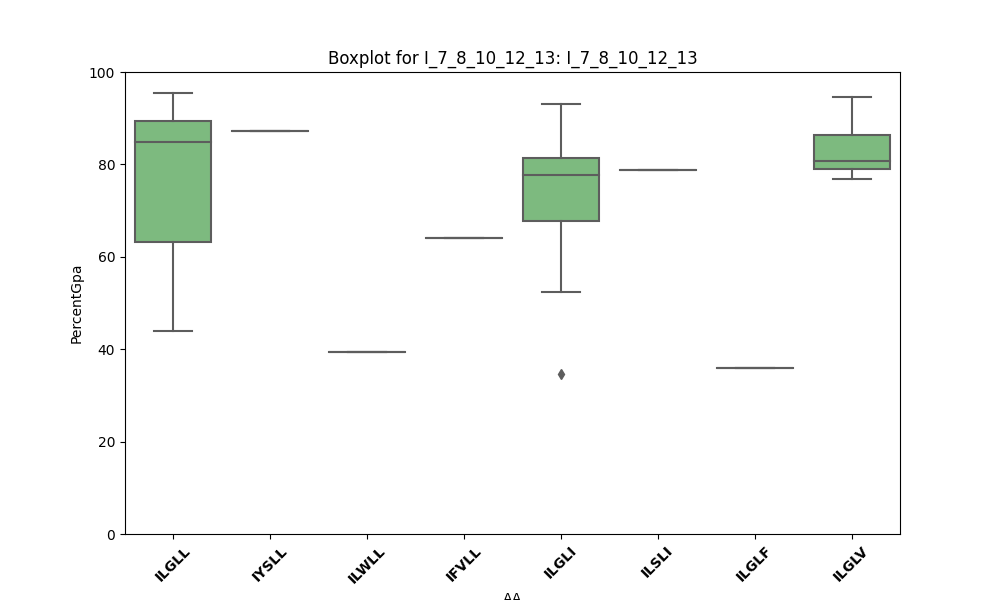 Boxplot for I_7_8_10_12_13: I_7_8_10_12_13
100
80
60
40
20
0
PercentGpa
ILGLL
IYSLL
ILWLL
IFVLL
ILGLI
ILSLI
ILGLF
ILGLV
AA